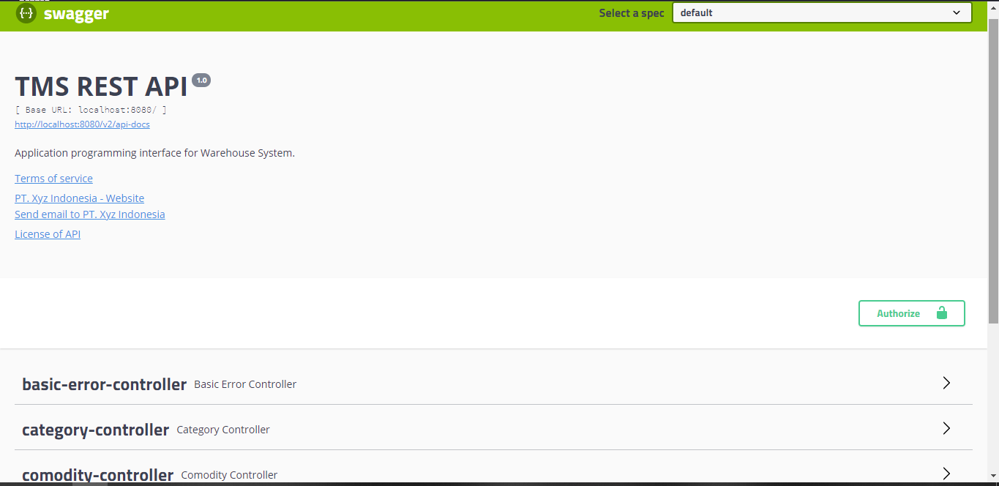 {··} swagger
Select a spec default
TMS REST API 1.0
[ Base URL: localhost:8080/ ]
http://localhost:8080/v2/api-docs
Application programming interface for Warehouse System.
Terms of service
PT. Xyz Indonesia - Website
Send email to PT. Xyz Indonesia
License of API
Authorize
basic-error-controller Basic Error Controller
category-controller Category Controller
comodity-controller Comodity Controller